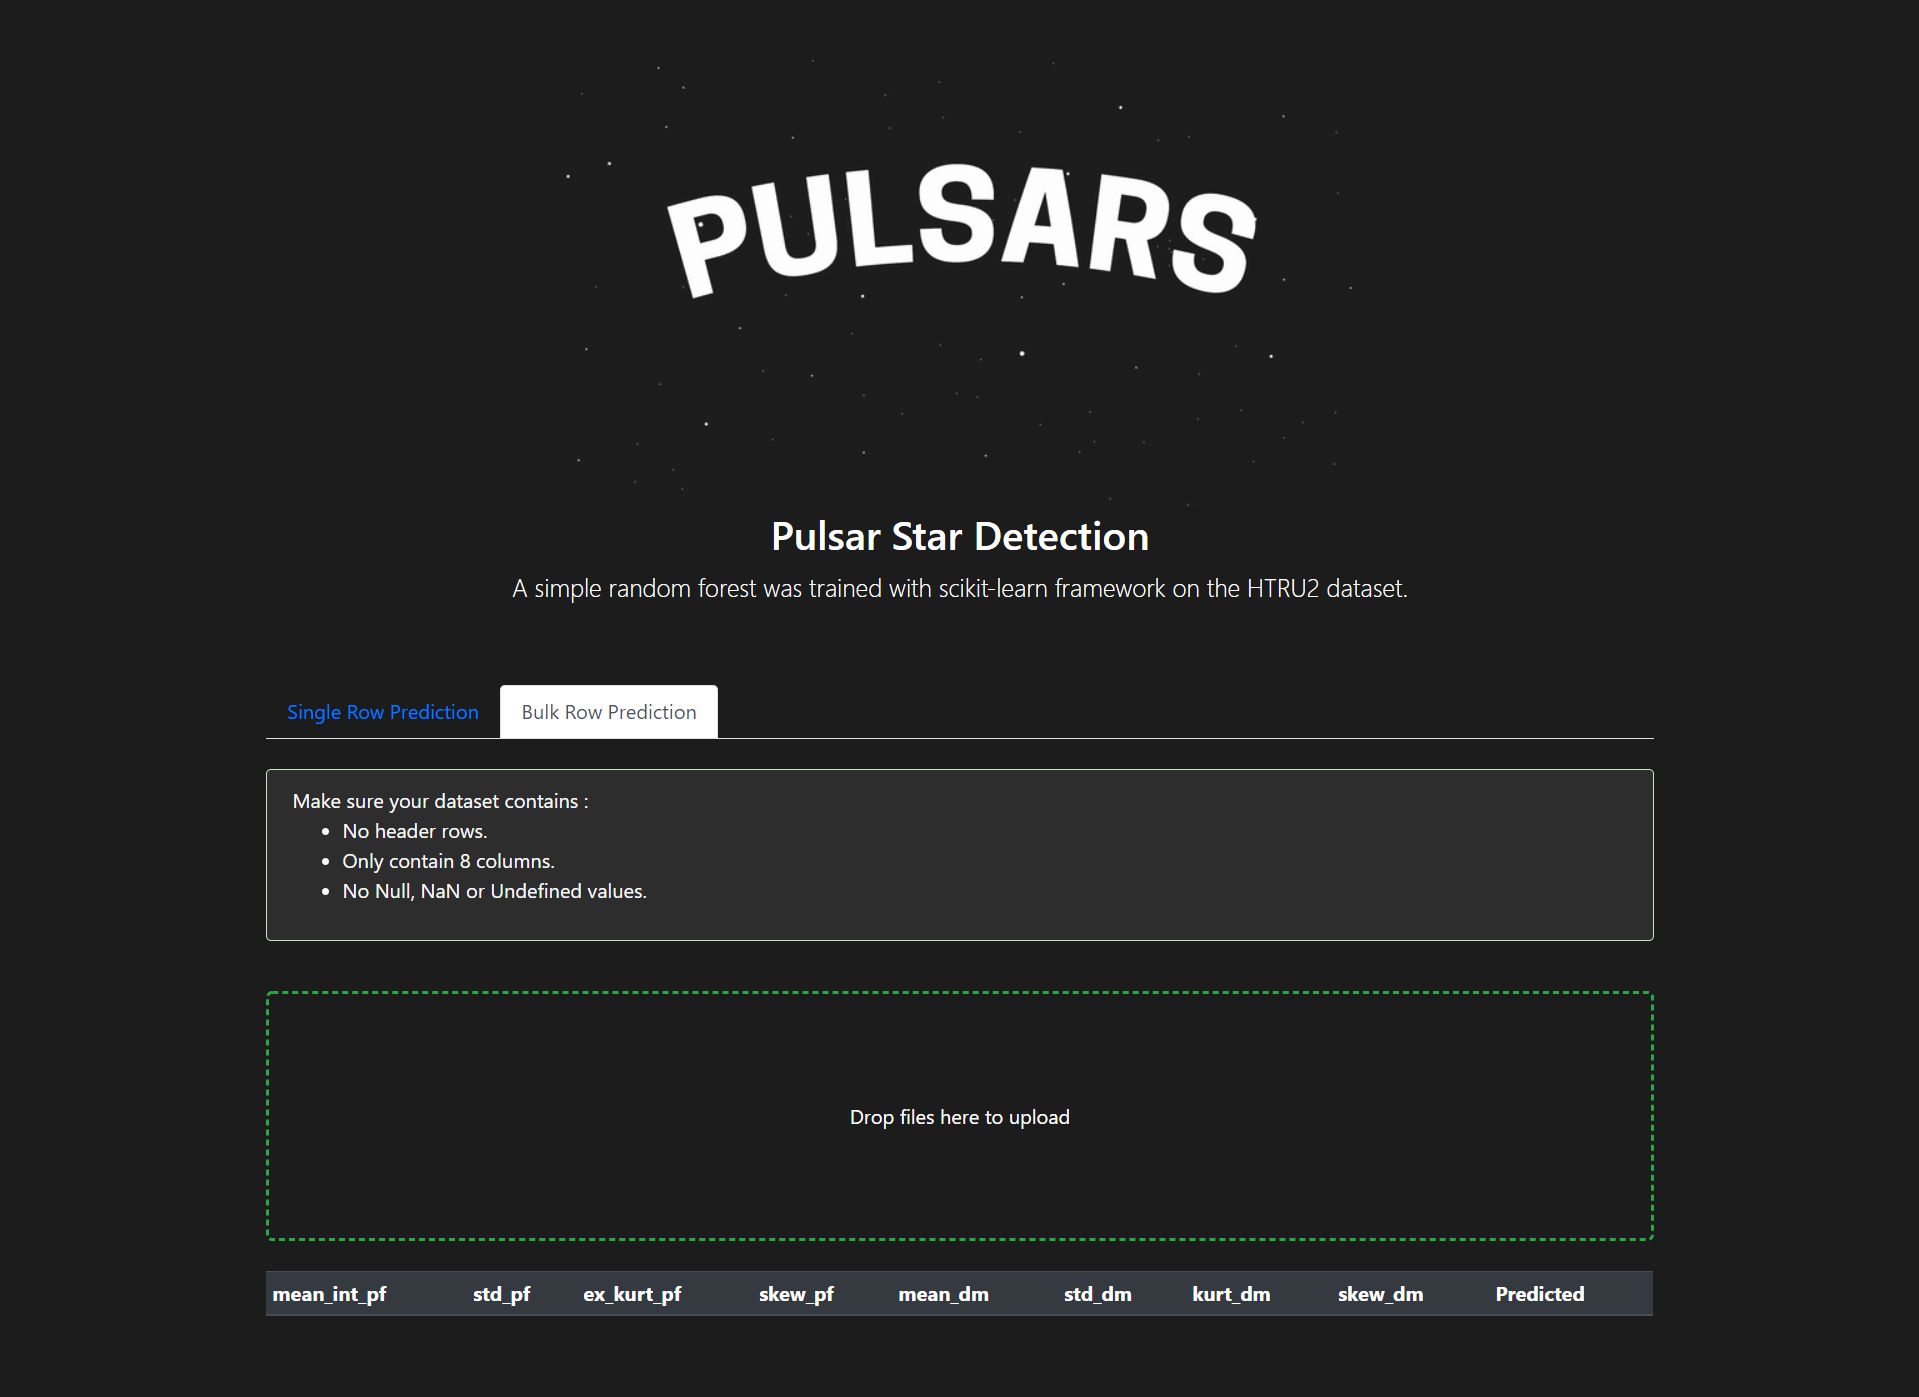 PULSARS
Pulsar Star Detection
A simple random forest was trained with scikit-learn framework on the HTRU2 dataset.
Single Row Prediction Bulk Row Prediction
Make sure your dataset contains :
No header rows.
Only contain 8 columns.
No Null, NaN or Undefined values.
Drop files here to upload
mean_int_pf std_pf ex_kurt_pf skew_pf mean_dm std_dm kurt_dm skew_dm Predicted